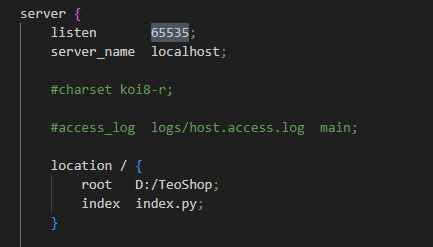 server {
listen 65535;
server_name localhost;
#charset koi8-r;
#access_log logs/host.access.log main;
location / {
root D:/TeoShop;
index index.py;
}